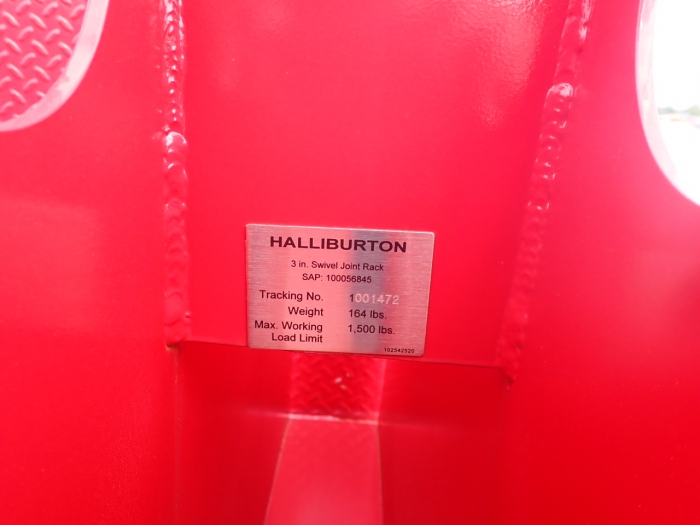 HALLIBURTON
3 in. Swivel Joint Rack
SAP: 100056845
Tracking No. 1001472
Weight 164 lbs.
Max. Working 1,500 lbs.
Load Limit
102542520